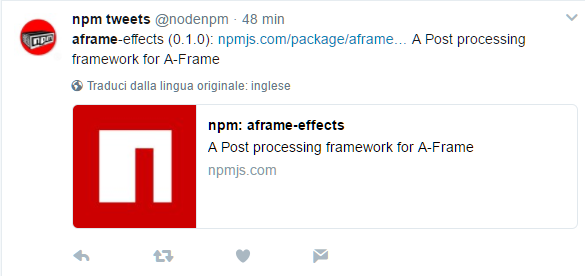 npm tweets @nodenpm · 48 min
aframe-effects (0.1.0): npmjs.com/package/aframe… A Post processing
framework for A-Frame
Traduci dalla lingua originale: inglese
npm: aframe-effects
A Post processing framework for A-Frame
npmjs.com